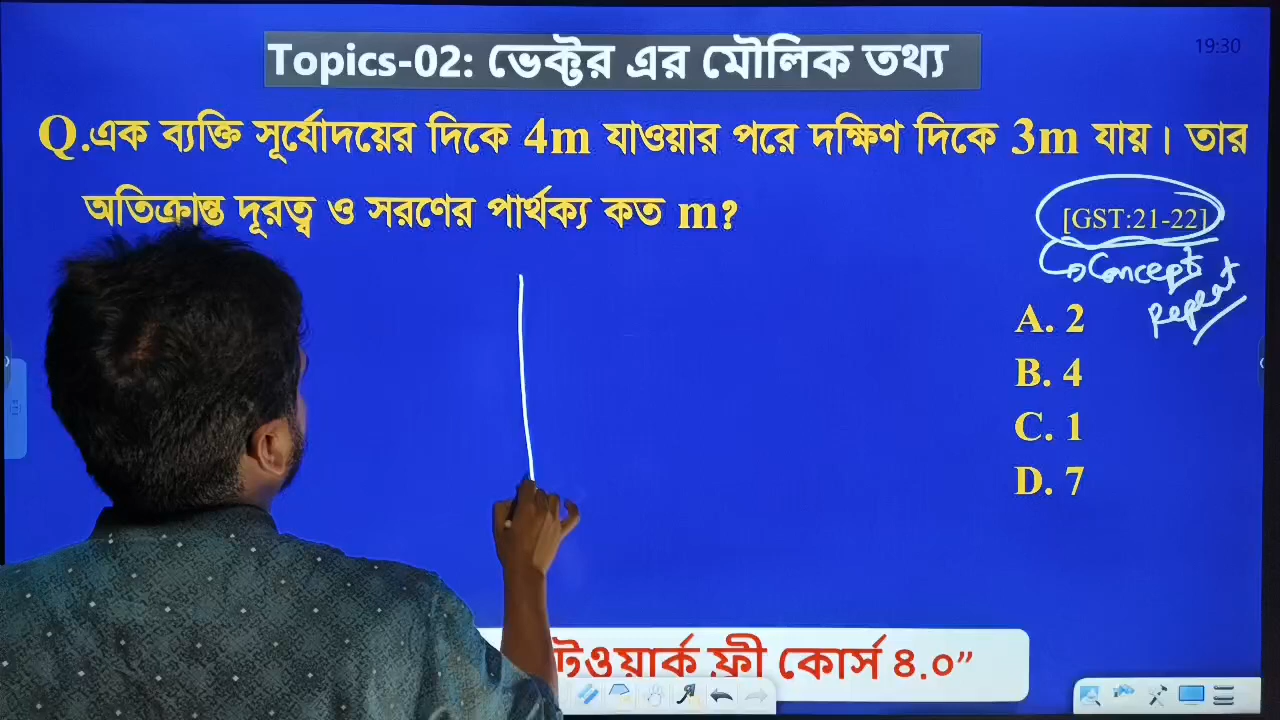 Topics-02: ভেক্টর এর মৌলিক তথ্য
19:30
Q.এক ব্যক্তি সূর্যোদয়ের দিকে 4m যাওয়ার পরে দক্ষিণ দিকে 3m যায়। তার
অতিক্রান্ত দূরত্ব ও সরণের পার্থক্য কত m?
[GST:21-22]
Concept
Repeat
A. 2
B. 4
C. 1
D. 7
ফ্রী কোর্স ৪.০”